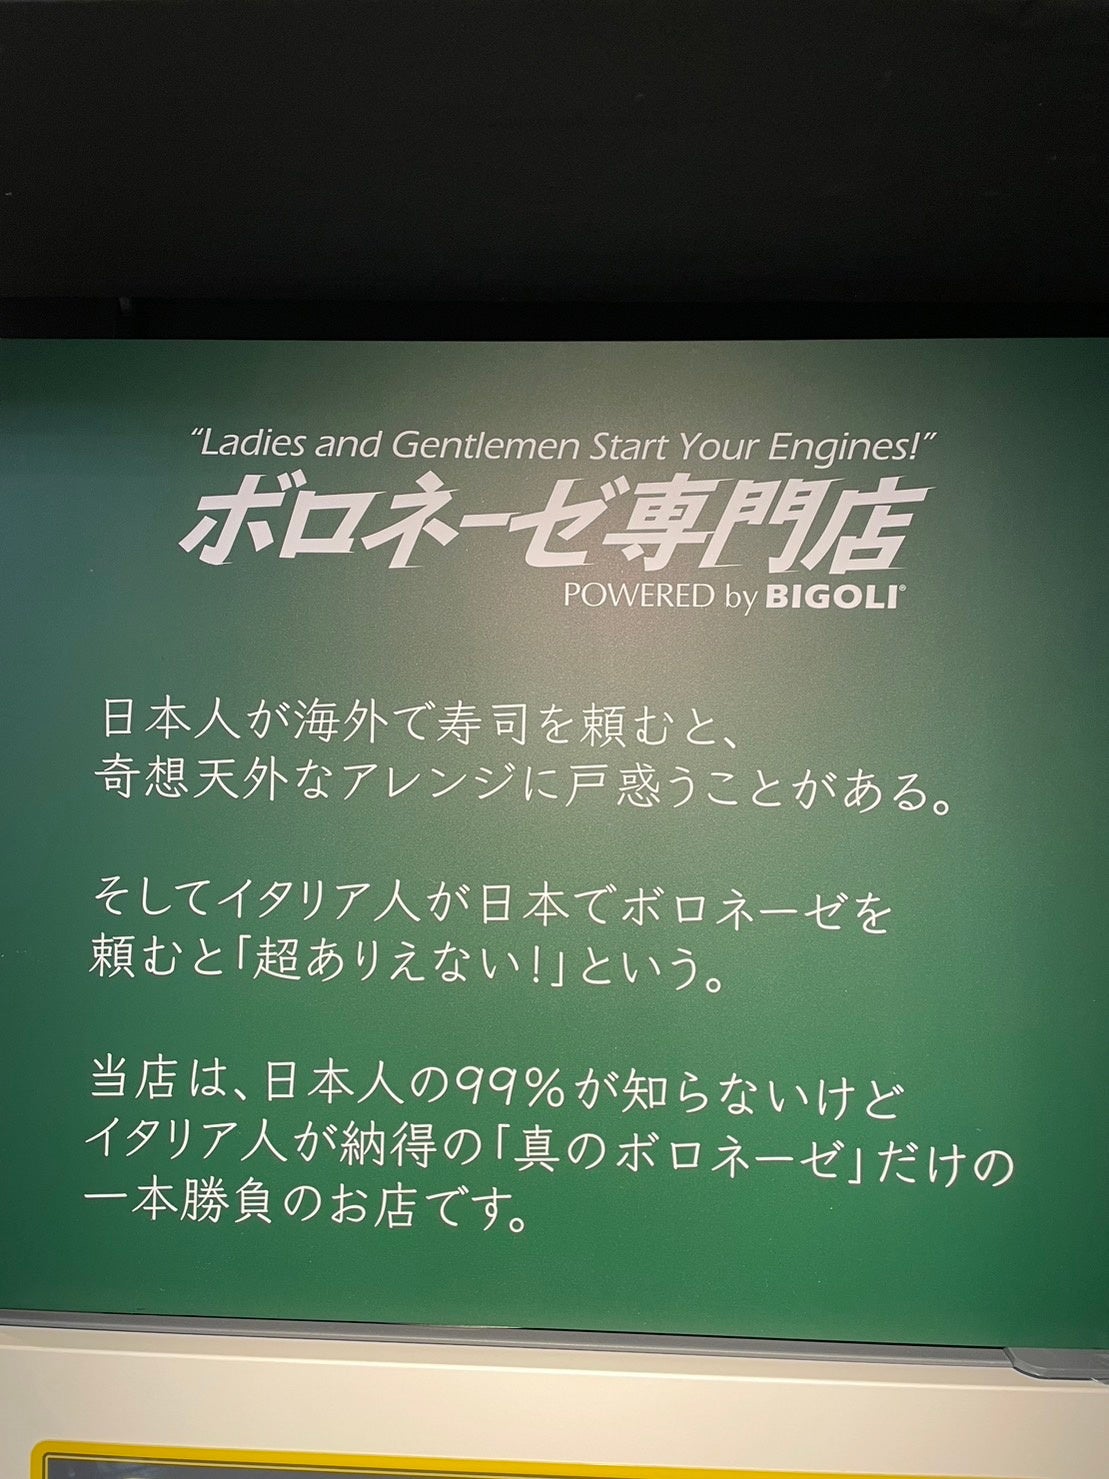 “Ladies and Gentlemen Start Your Engines!”
ボロネーゼ専門店
POWERED by BIGOLI®
日本人が海外で寿司を頼むと、
奇想天外なアレンジに戸惑うことがある。
そしてイタリア人が日本でボロネーゼを
頼むと「超ありえない！」という。
当店は、日本人の99%が知らないけど
イタリア人が納得の「真のボロネーゼ」だけの
一本勝負のお店です。